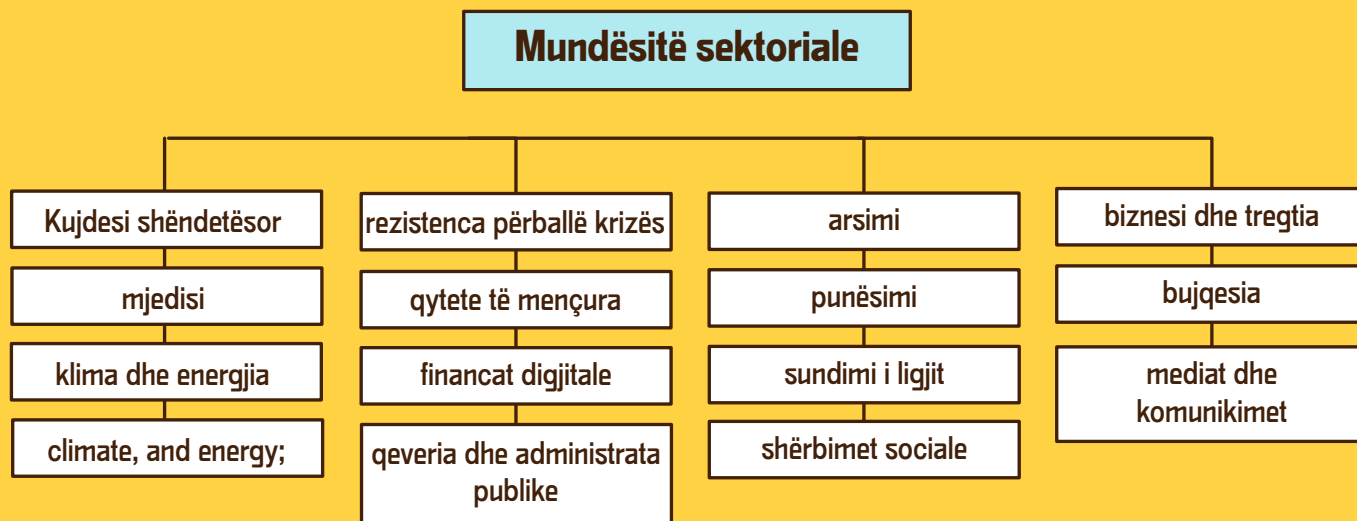 Mundësitë sektoriale
Kujdesi shëndetësor
mjedisi
klima dhe energjia
climate, and energy;
rezistenca përballë krizës
qytete të mençura
financat digjitale
qeveria dhe administrata
publike
arsimi
punësimi
sundimi i ligjit
shërbimet sociale
biznesi dhe tregtia
bujqesia
mediat dhe
komunikimet